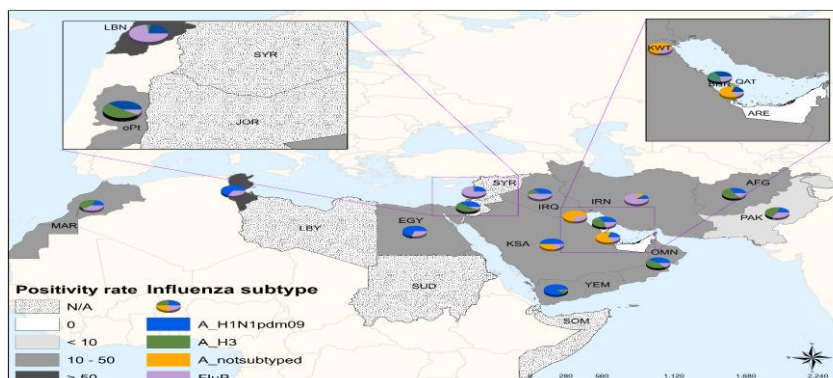 LBN
SYR
JOR
oPt
KWT
QAT
ARE
SYR
IRQ
IRN
AFG
PAK
MAR
LBY
EGY
KSA
OMN
SUD
YEM
SOM
Positivity rate
N/A
0
< 10
10 - 50
> 50
Influenza subtype
A_H1N1pdm09
A_H3
A_notsubtyped
FluB
0 280 560 1,120 1,680 2,240